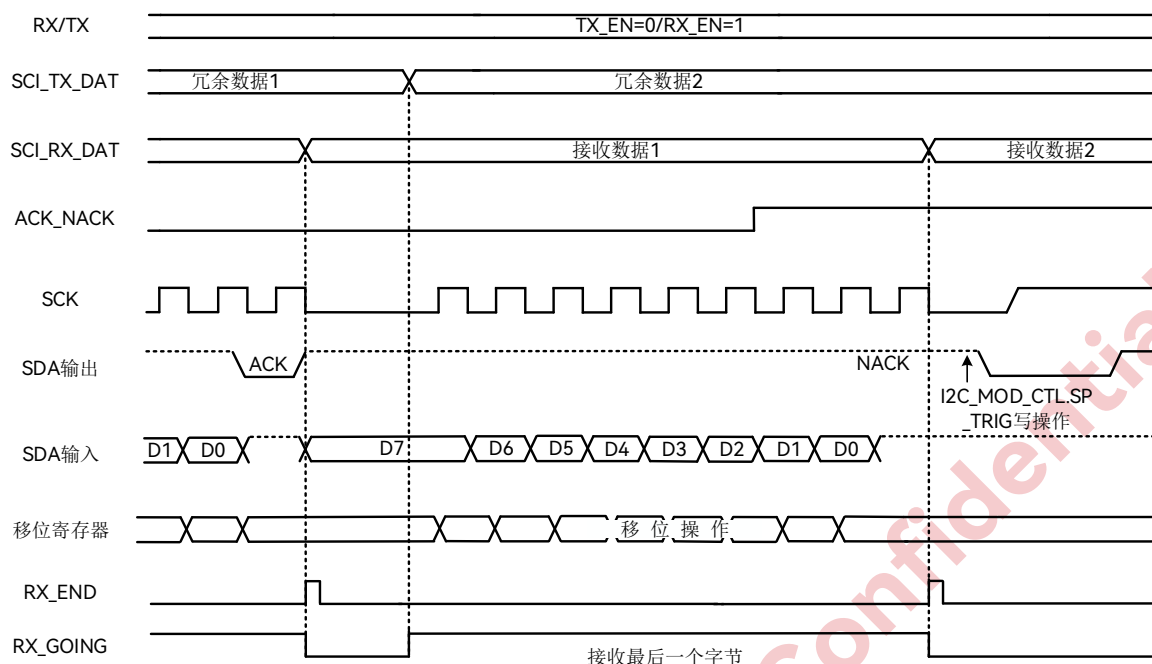 RX/TX
TX_EN=0/RX_EN=1
SCI_TX_DAT
冗余数据1
冗余数据2
SCI_RX_DAT
接收数据1
接收数据2
ACK_NACK
SCK
SDA输出
ACK
NACK
I2C_MOD_CTL.SP
_TRIG写操作
SDA输入
D1
D0
D7
D6
D5
D4
D3
D2
D1
D0
移位寄存器
移 位 操 作
RX_END
RX_GOING
接收最后一个字节
Confidential